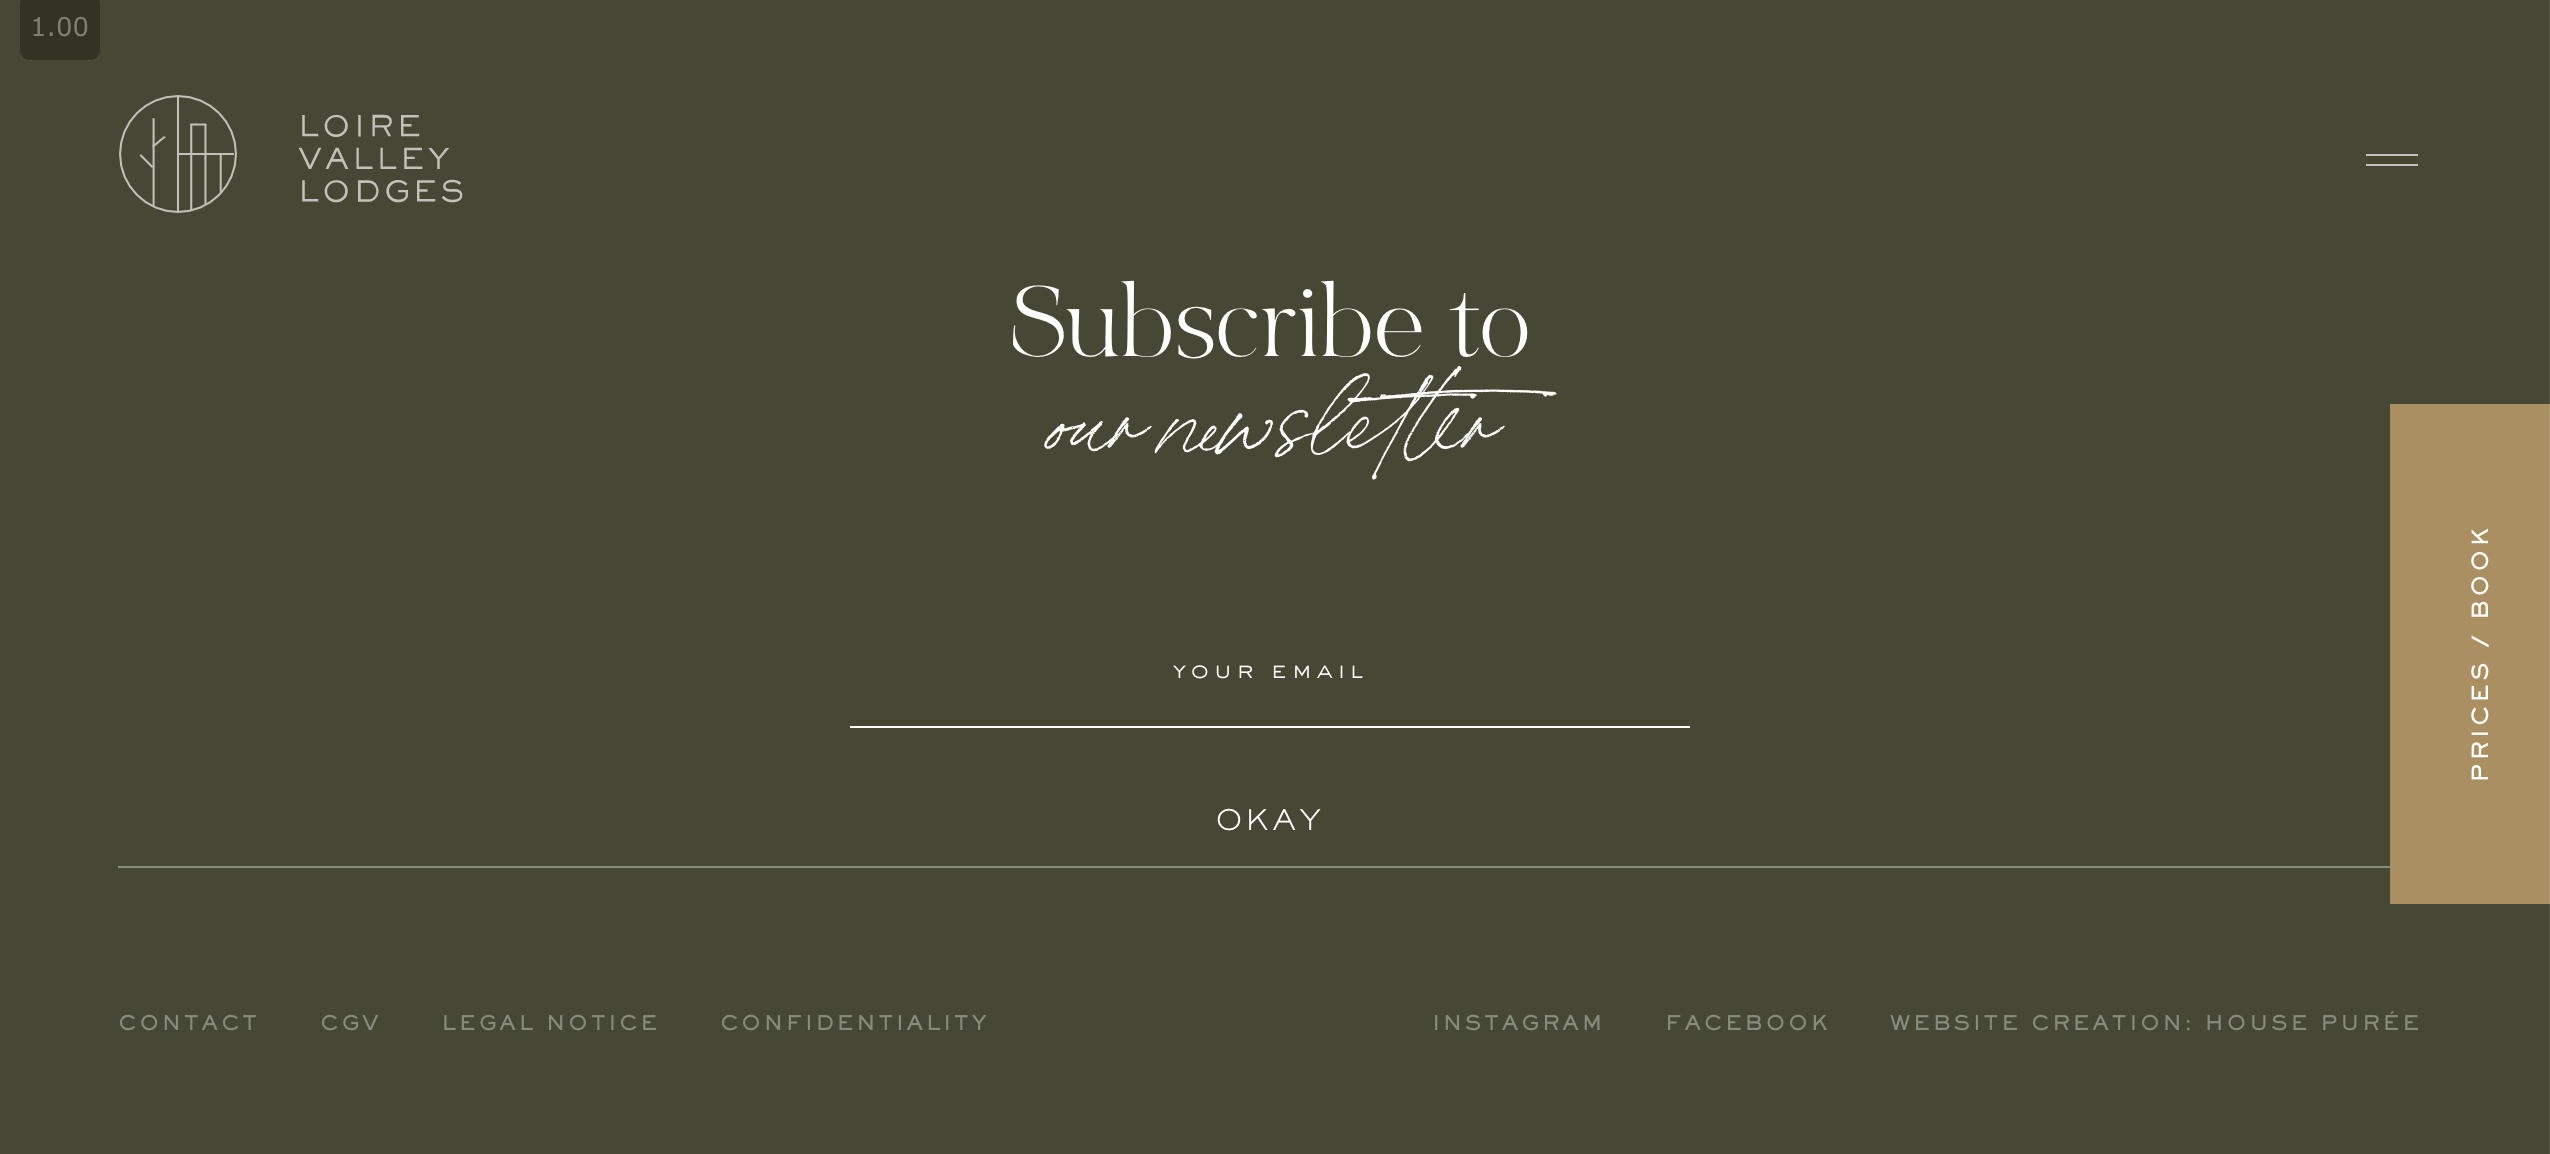 1.00
LOIRE
VALLEY
LODGES
Subscribe to
our newsletter
PRICES / BOOK
YOUR EMAIL
OKAY
CONTACT CGV LEGAL NOTICE CONFIDENTIALITY INSTAGRAM FACEBOOK WEBSITE CREATION: HOUSE PURÉE